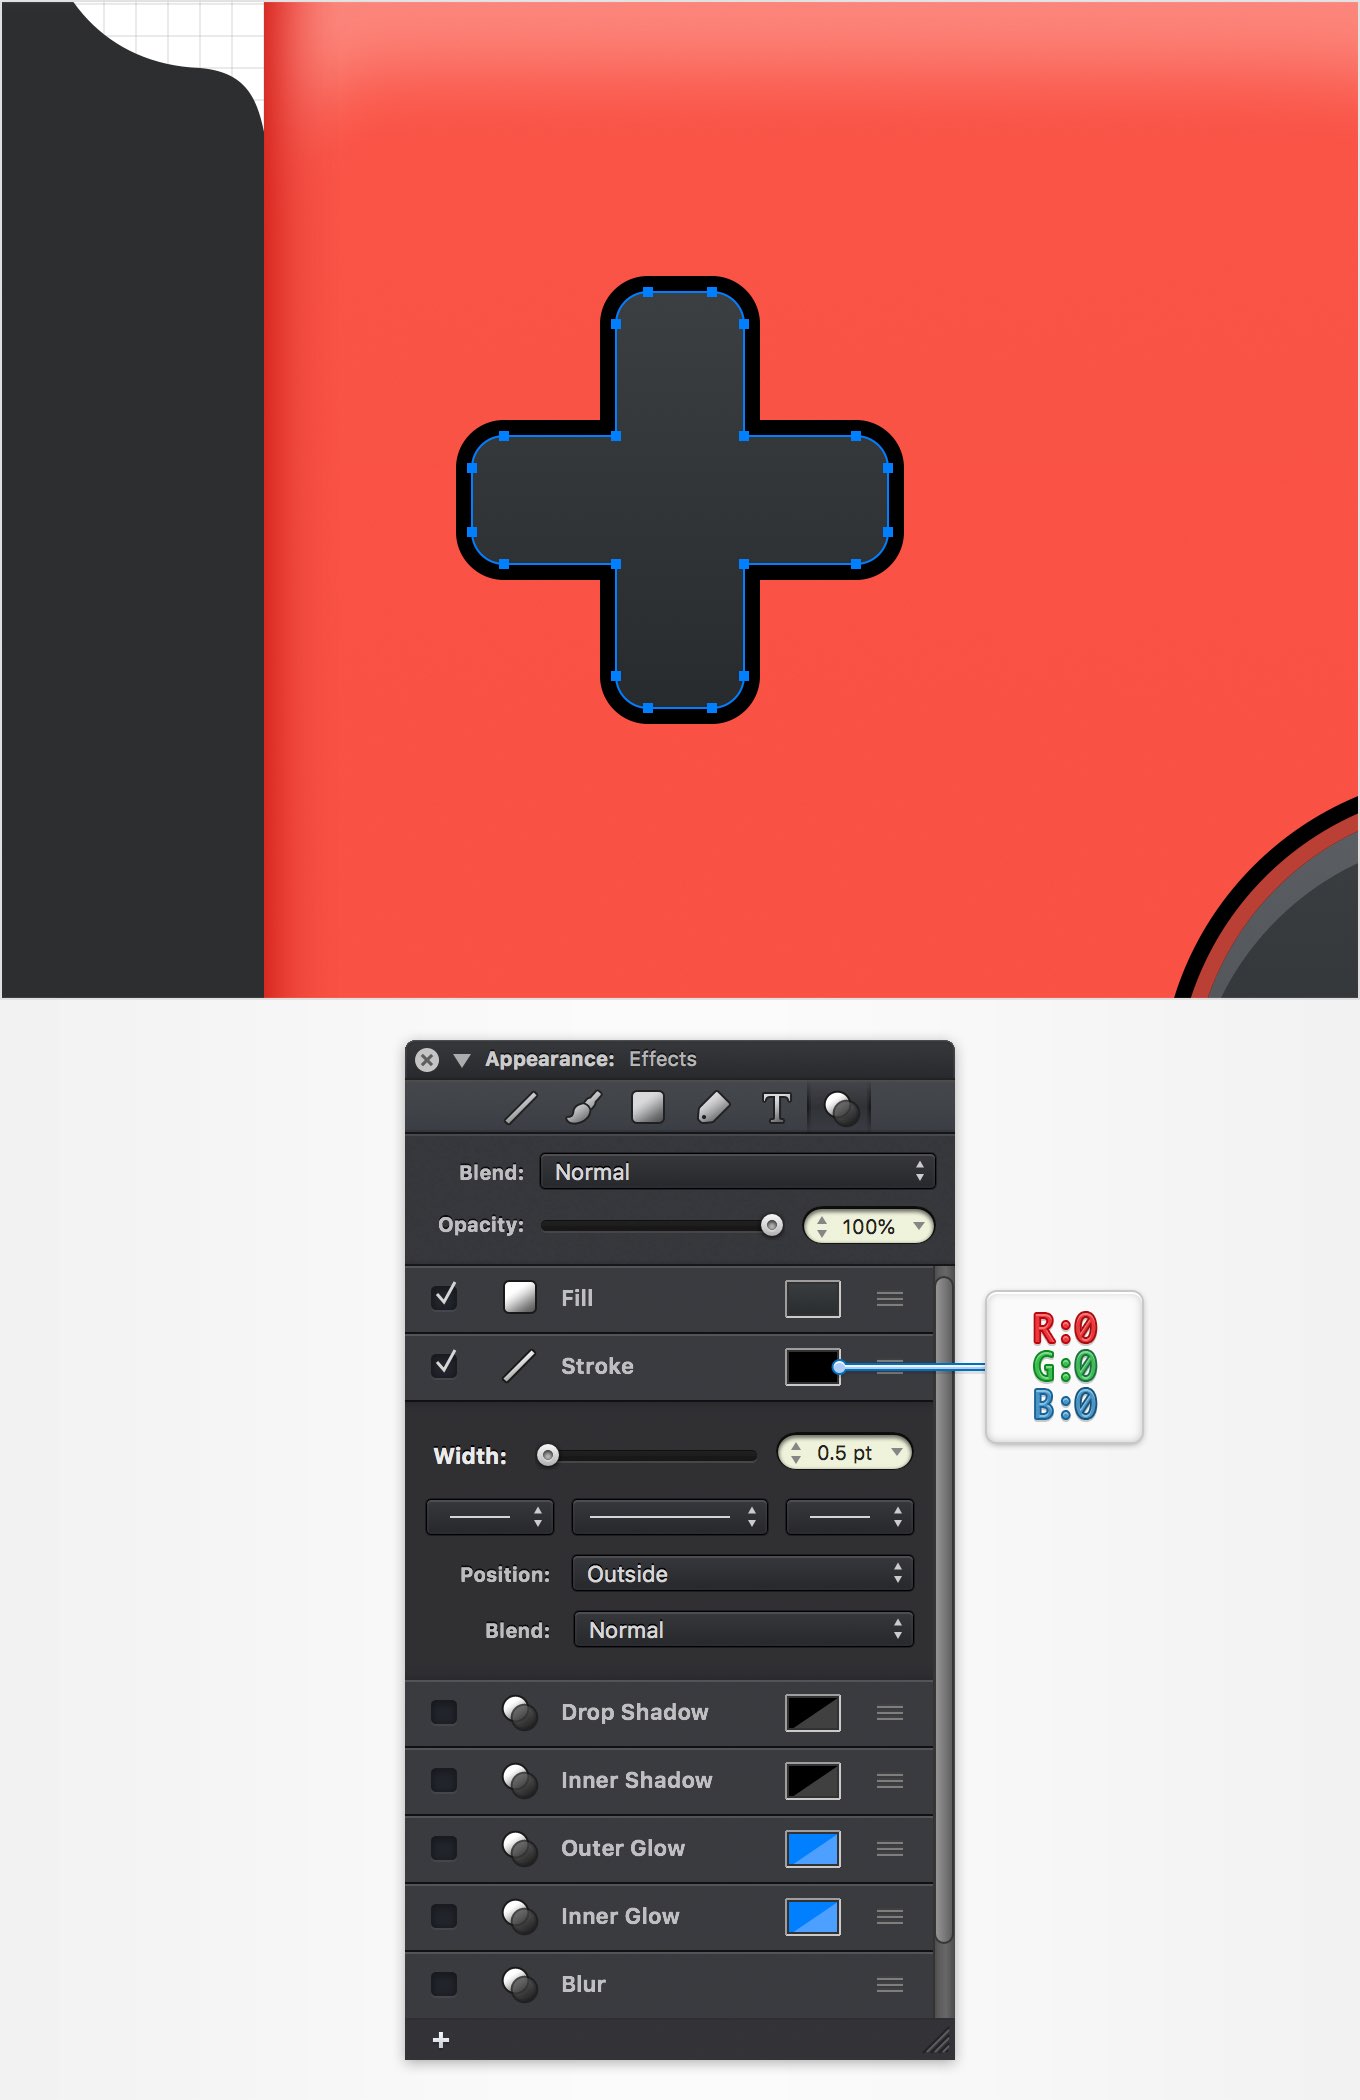 Appearance: Effects
T
Blend: Normal
Opacity: 100%
Fill
Stroke
R:0
G:0
B:0
Width: 0.5 pt
Position: Outside
Blend: Normal
Drop Shadow
Inner Shadow
Outer Glow
Inner Glow
Blur
+